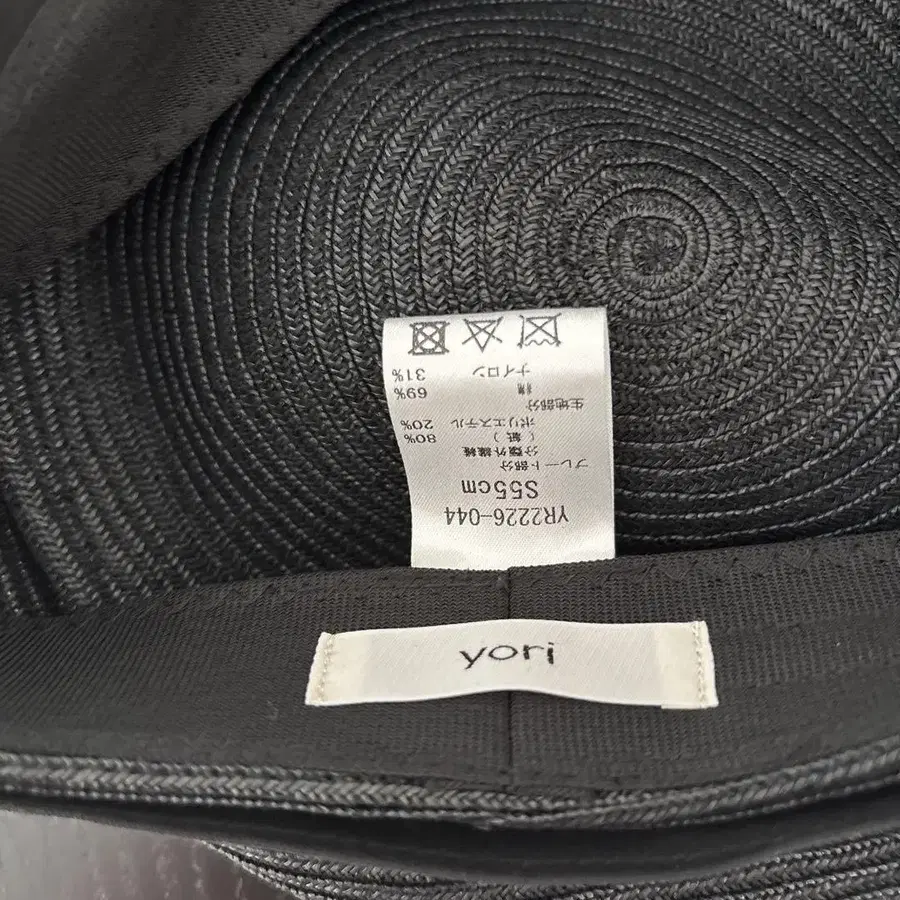 YR2226-044
S55cm
ブレード部分
分類外繊維
(紙) 80%
ポリエステル 20%
生地部分
綿 69%
ナイロン 31%
yori